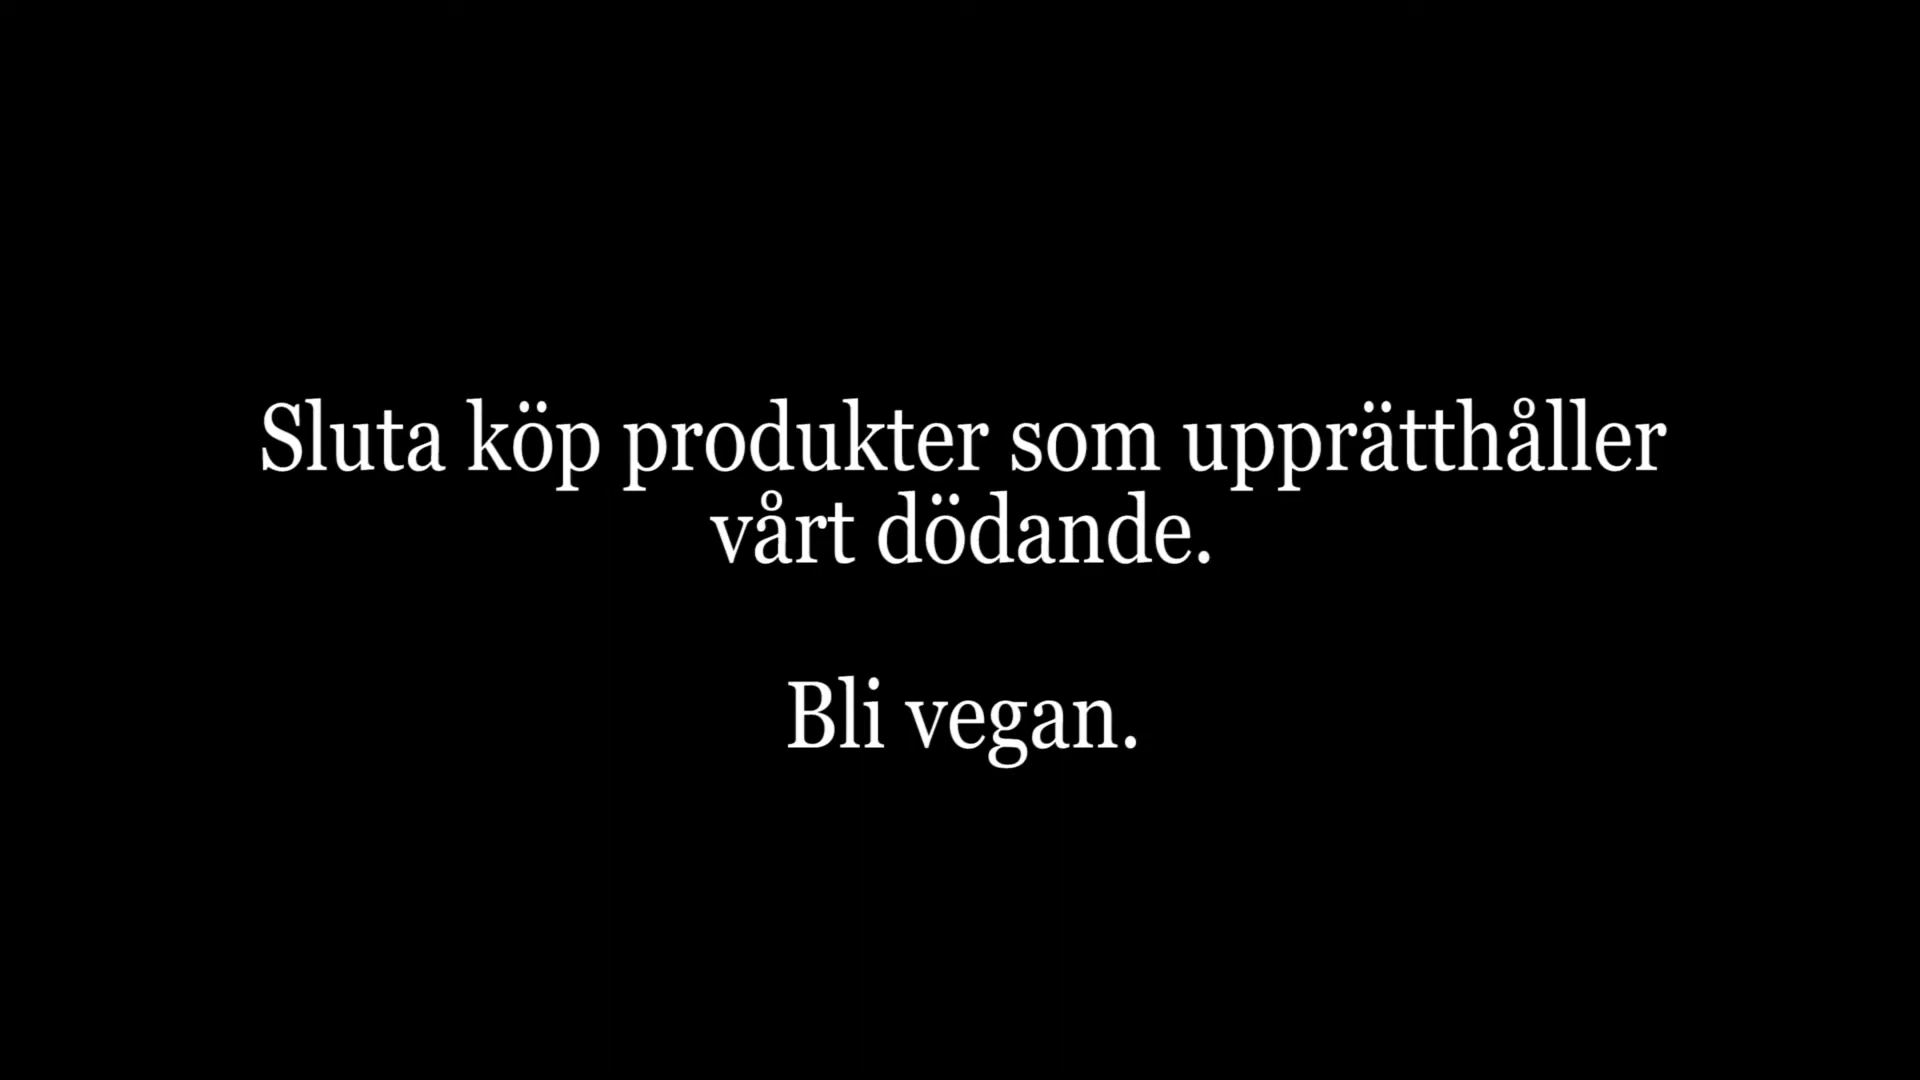 Sluta köp produkter som upprätthåller
vårt dödande.
Bli vegan.